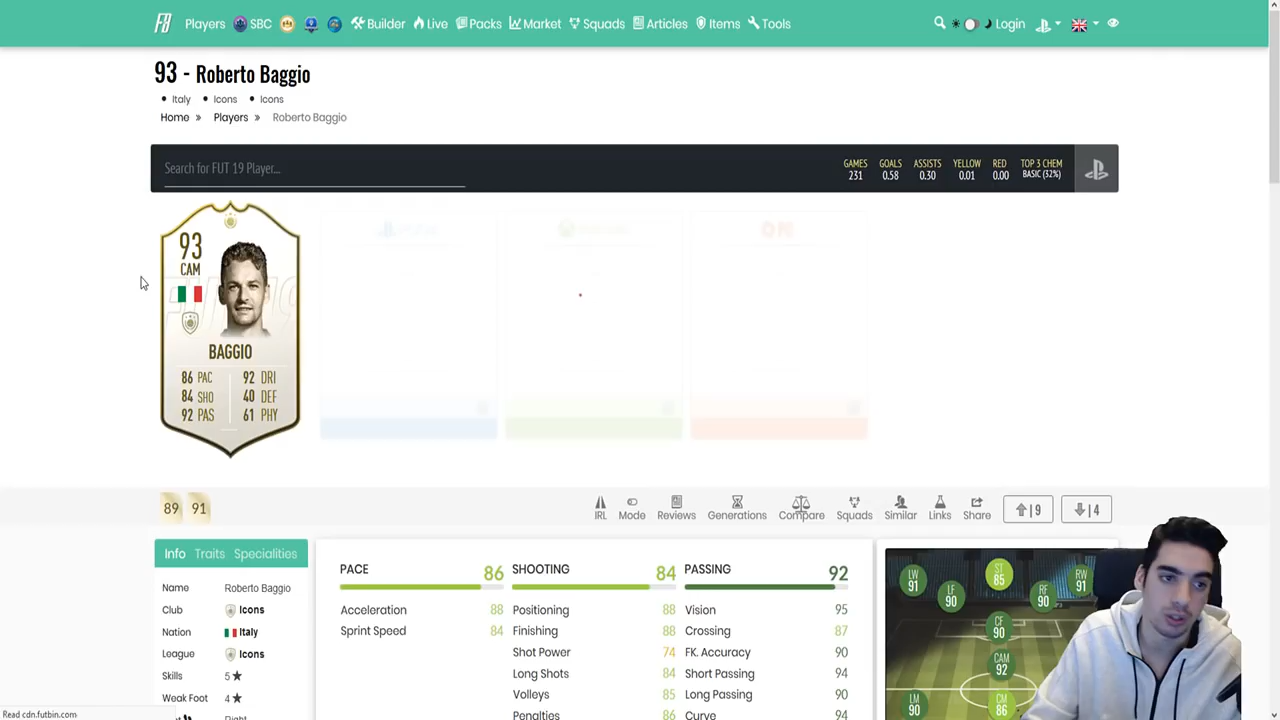 F8 Players SBC Builder Live Packs Market Squads Articles Items Tools Login
93 - Roberto Baggio
Italy Icons Icons
Home » Players » Roberto Baggio
Search for FUT 19 Player...
GAMES GOALS ASSISTS YELLOW RED TOP 3 CHEM
231 0.58 0.30 0.01 0.00 BASIC (32%)
93
CAM
BAGGIO
86 PAC 92 DRI
84 SHO 40 DEF
92 PAS 61 PHY
89 91
IRL Mode Reviews Generations Compare Squads Similar Links Share |9 |4
Info Traits Specialities
Name Roberto Baggio
Club Icons
Nation Italy
League Icons
Skills 5★
Weak Foot 4★
PACE 86
Acceleration 88
Sprint Speed 84
SHOOTING 84
Positioning 88
Finishing 88
Shot Power 74
Long Shots 84
Volleys 85
Penalties 86
PASSING 92
Vision 95
Crossing 87
FK. Accuracy 90
Short Passing 94
Long Passing 90
Curve 94
LW 91
LF 90
ST 85
RF 90
RW 91
CF 90
CAM 92
LM 90
CM 86
Read cdn.futbin.com